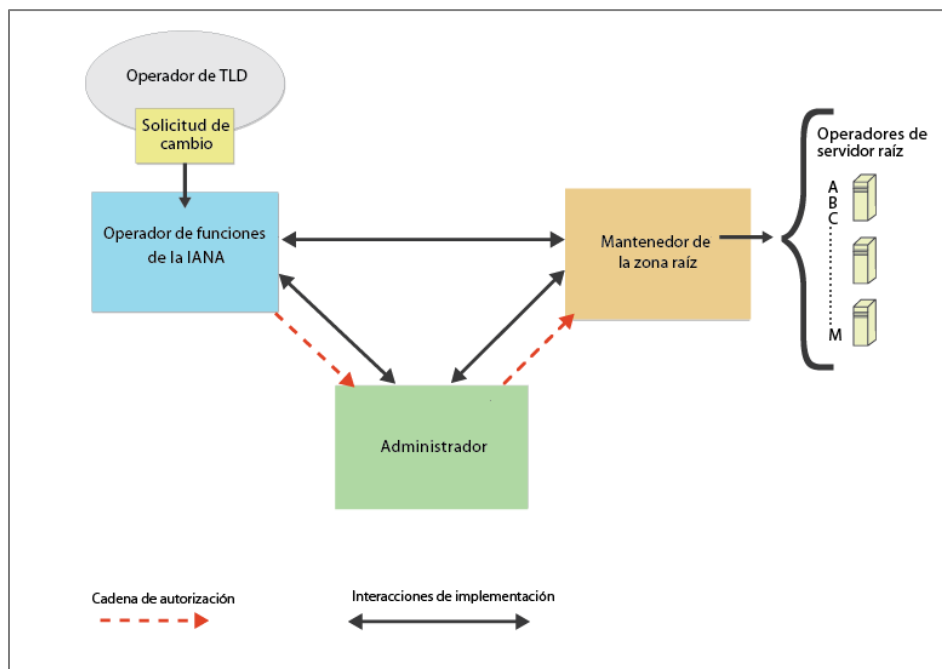 Operador de TLD
Solicitud de
cambio
Operador de funciones
de la IANA
Mantenedor de
la zona raíz
Operadores de
servidor raíz
A
B
C
M
Administrador
Cadena de autorización
Interacciones de implementación